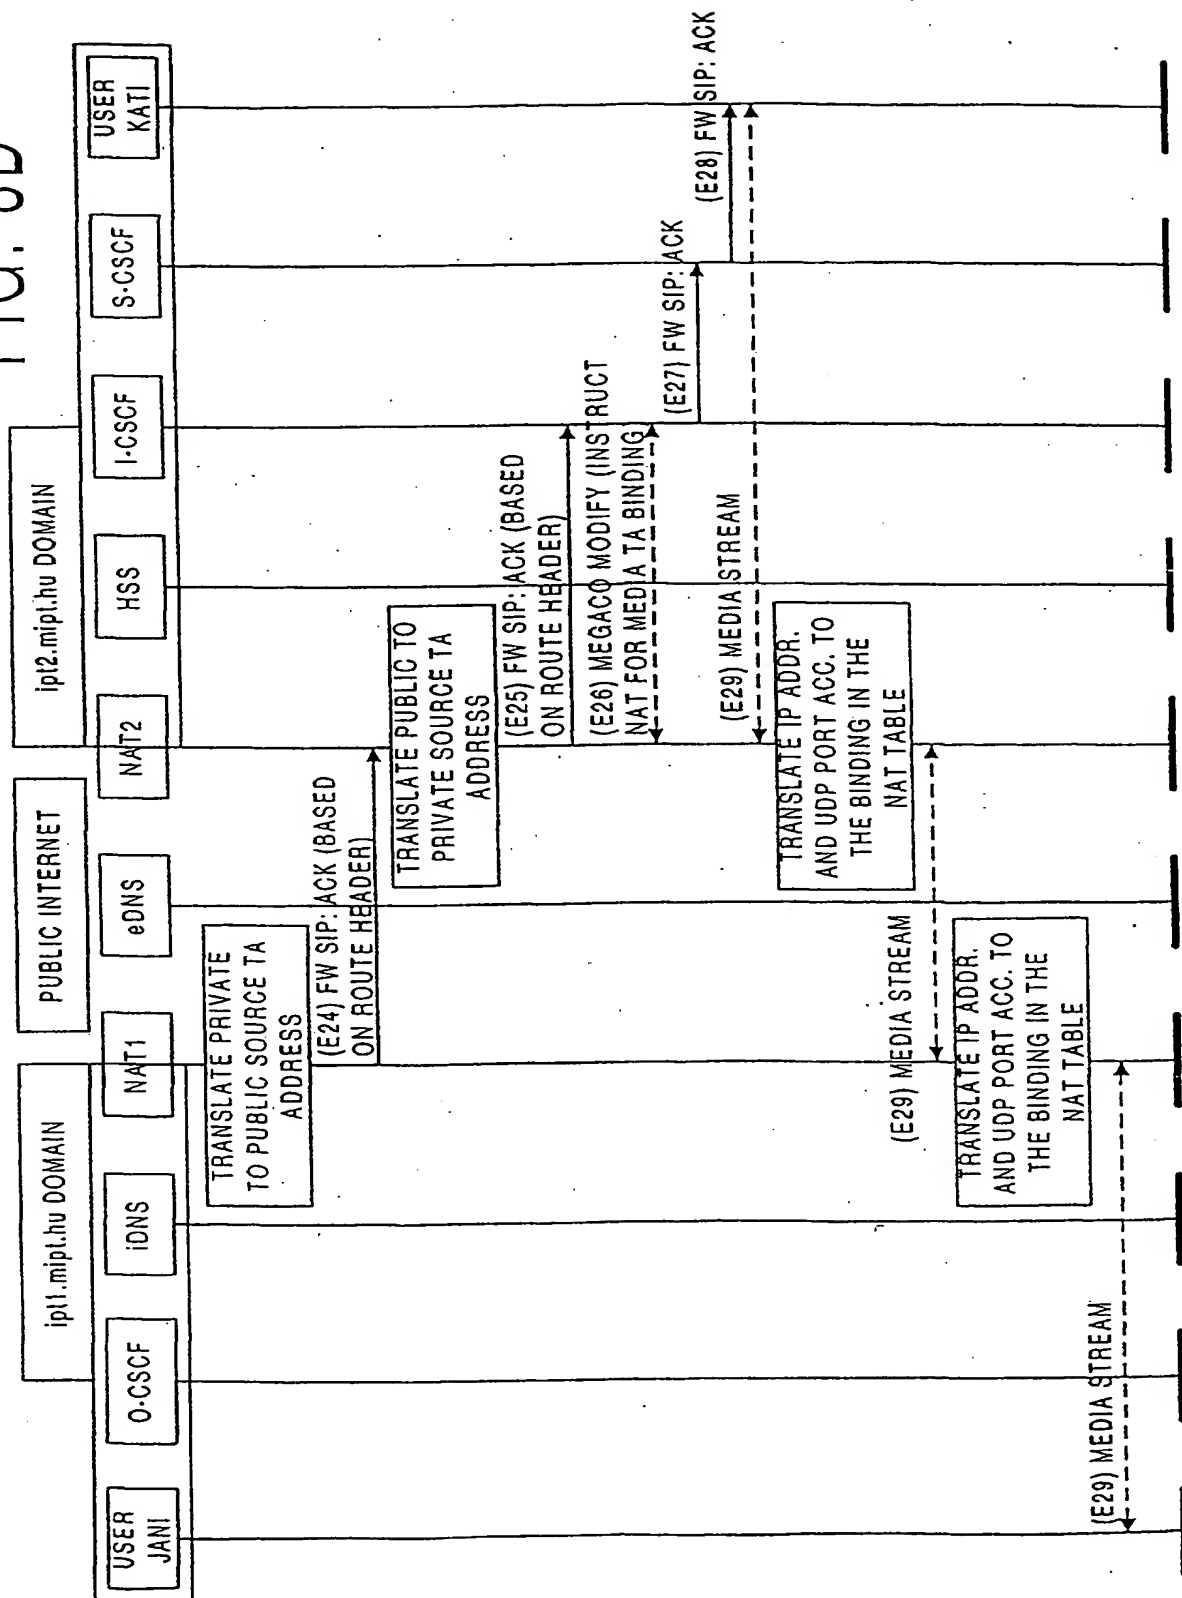 ipt1.mipt.hu DOMAIN
PUBLIC INTERNET
ipt2.mipt.hu DOMAIN
USER
JANI
O-CSCF
iDNS
NAT1
eDNS
NAT2
HSS
I-CSCF
S-CSCF
USER
KATI
TRANSLATE PRIVATE
TO PUBLIC SOURCE TA
ADDRESS
(E24) FW SIP: ACK (BASED
ON ROUTE HEADER)
TRANSLATE PUBLIC TO
PRIVATE SOURCE TA
ADDRESS
(E25) FW SIP: ACK (BASED
ON ROUTE HEADER)
(E26) MEGACO MODIFY (INSTRUCT
NAT FOR MEDIA TA BINDING
(E27) FW SIP: ACK
(E28) FW SIP: ACK
(E29) MEDIA STREAM
TRANSLATE IP ADDR.
AND UDP PORT ACC. TO
THE BINDING IN THE
NAT TABLE
(E29) MEDIA STREAM
TRANSLATE IP ADDR.
AND UDP PORT ACC. TO
THE BINDING IN THE
NAT TABLE
(E29) MEDIA STREAM